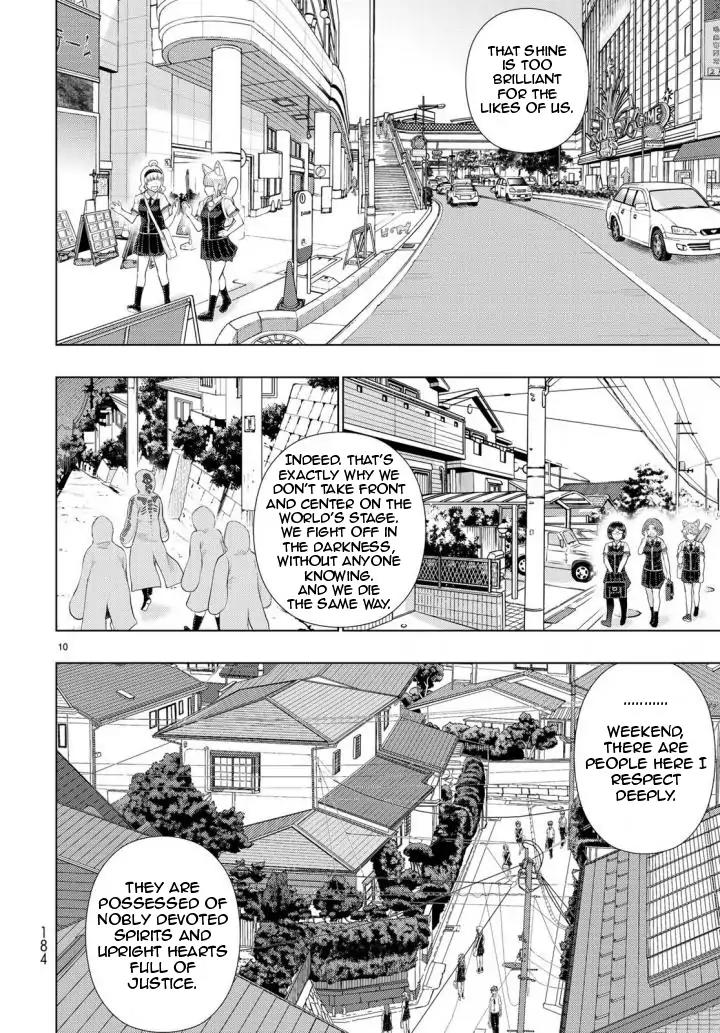 THAT SHINE
IS TOO
BRILLIANT
FOR THE
LIKES OF US.
INDEED. THAT'S
EXACTLY WHY WE
DON'T TAKE FRONT
AND CENTER ON THE
WORLD'S STAGE.
WE FIGHT OFF IN
THE DARKNESS,
WITHOUT ANYONE
KNOWING.
AND WE DIE
THE SAME WAY.
10
...........
WEEKEND,
THERE ARE
PEOPLE HERE I
RESPECT
DEEPLY.
THEY ARE
POSSESSED OF
NOBLY DEVOTED
SPIRITS AND
UPRIGHT HEARTS
FULL OF
JUSTICE.
184